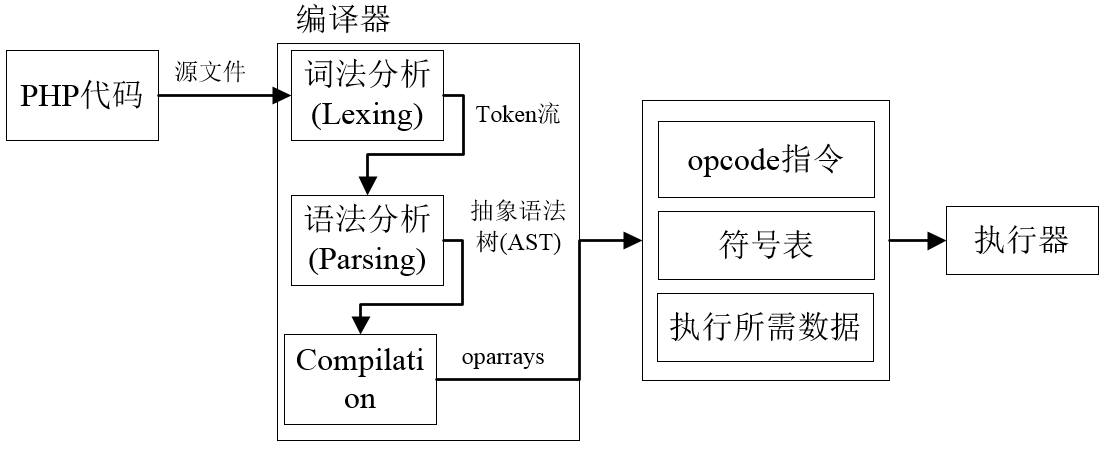 编译器
PHP代码
源文件
词法分析
(Lexing)
Token流
语法分析
(Parsing)
抽象语法
树(AST)
Compilati
on
oparrays
opcode指令
符号表
执行所需数据
执行器